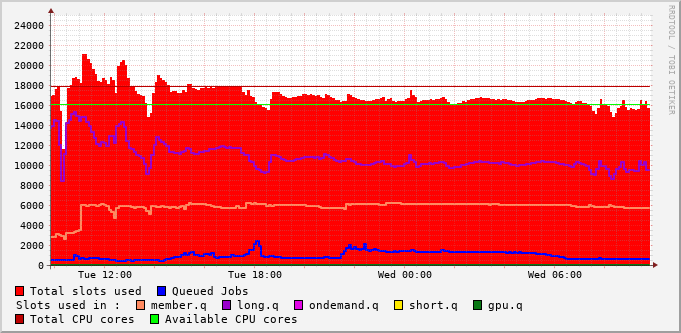 24000
22000
20000
18000
16000
14000
12000
10000
8000
6000
4000
2000
0
Tue 12:00 Tue 18:00 Wed 00:00 Wed 06:00
RRDTOOL / TOBI OETIKER
Total slots used Queued Jobs
Slots used in : member.q long.q ondemand.q short.q gpu.q
Total CPU cores Available CPU cores